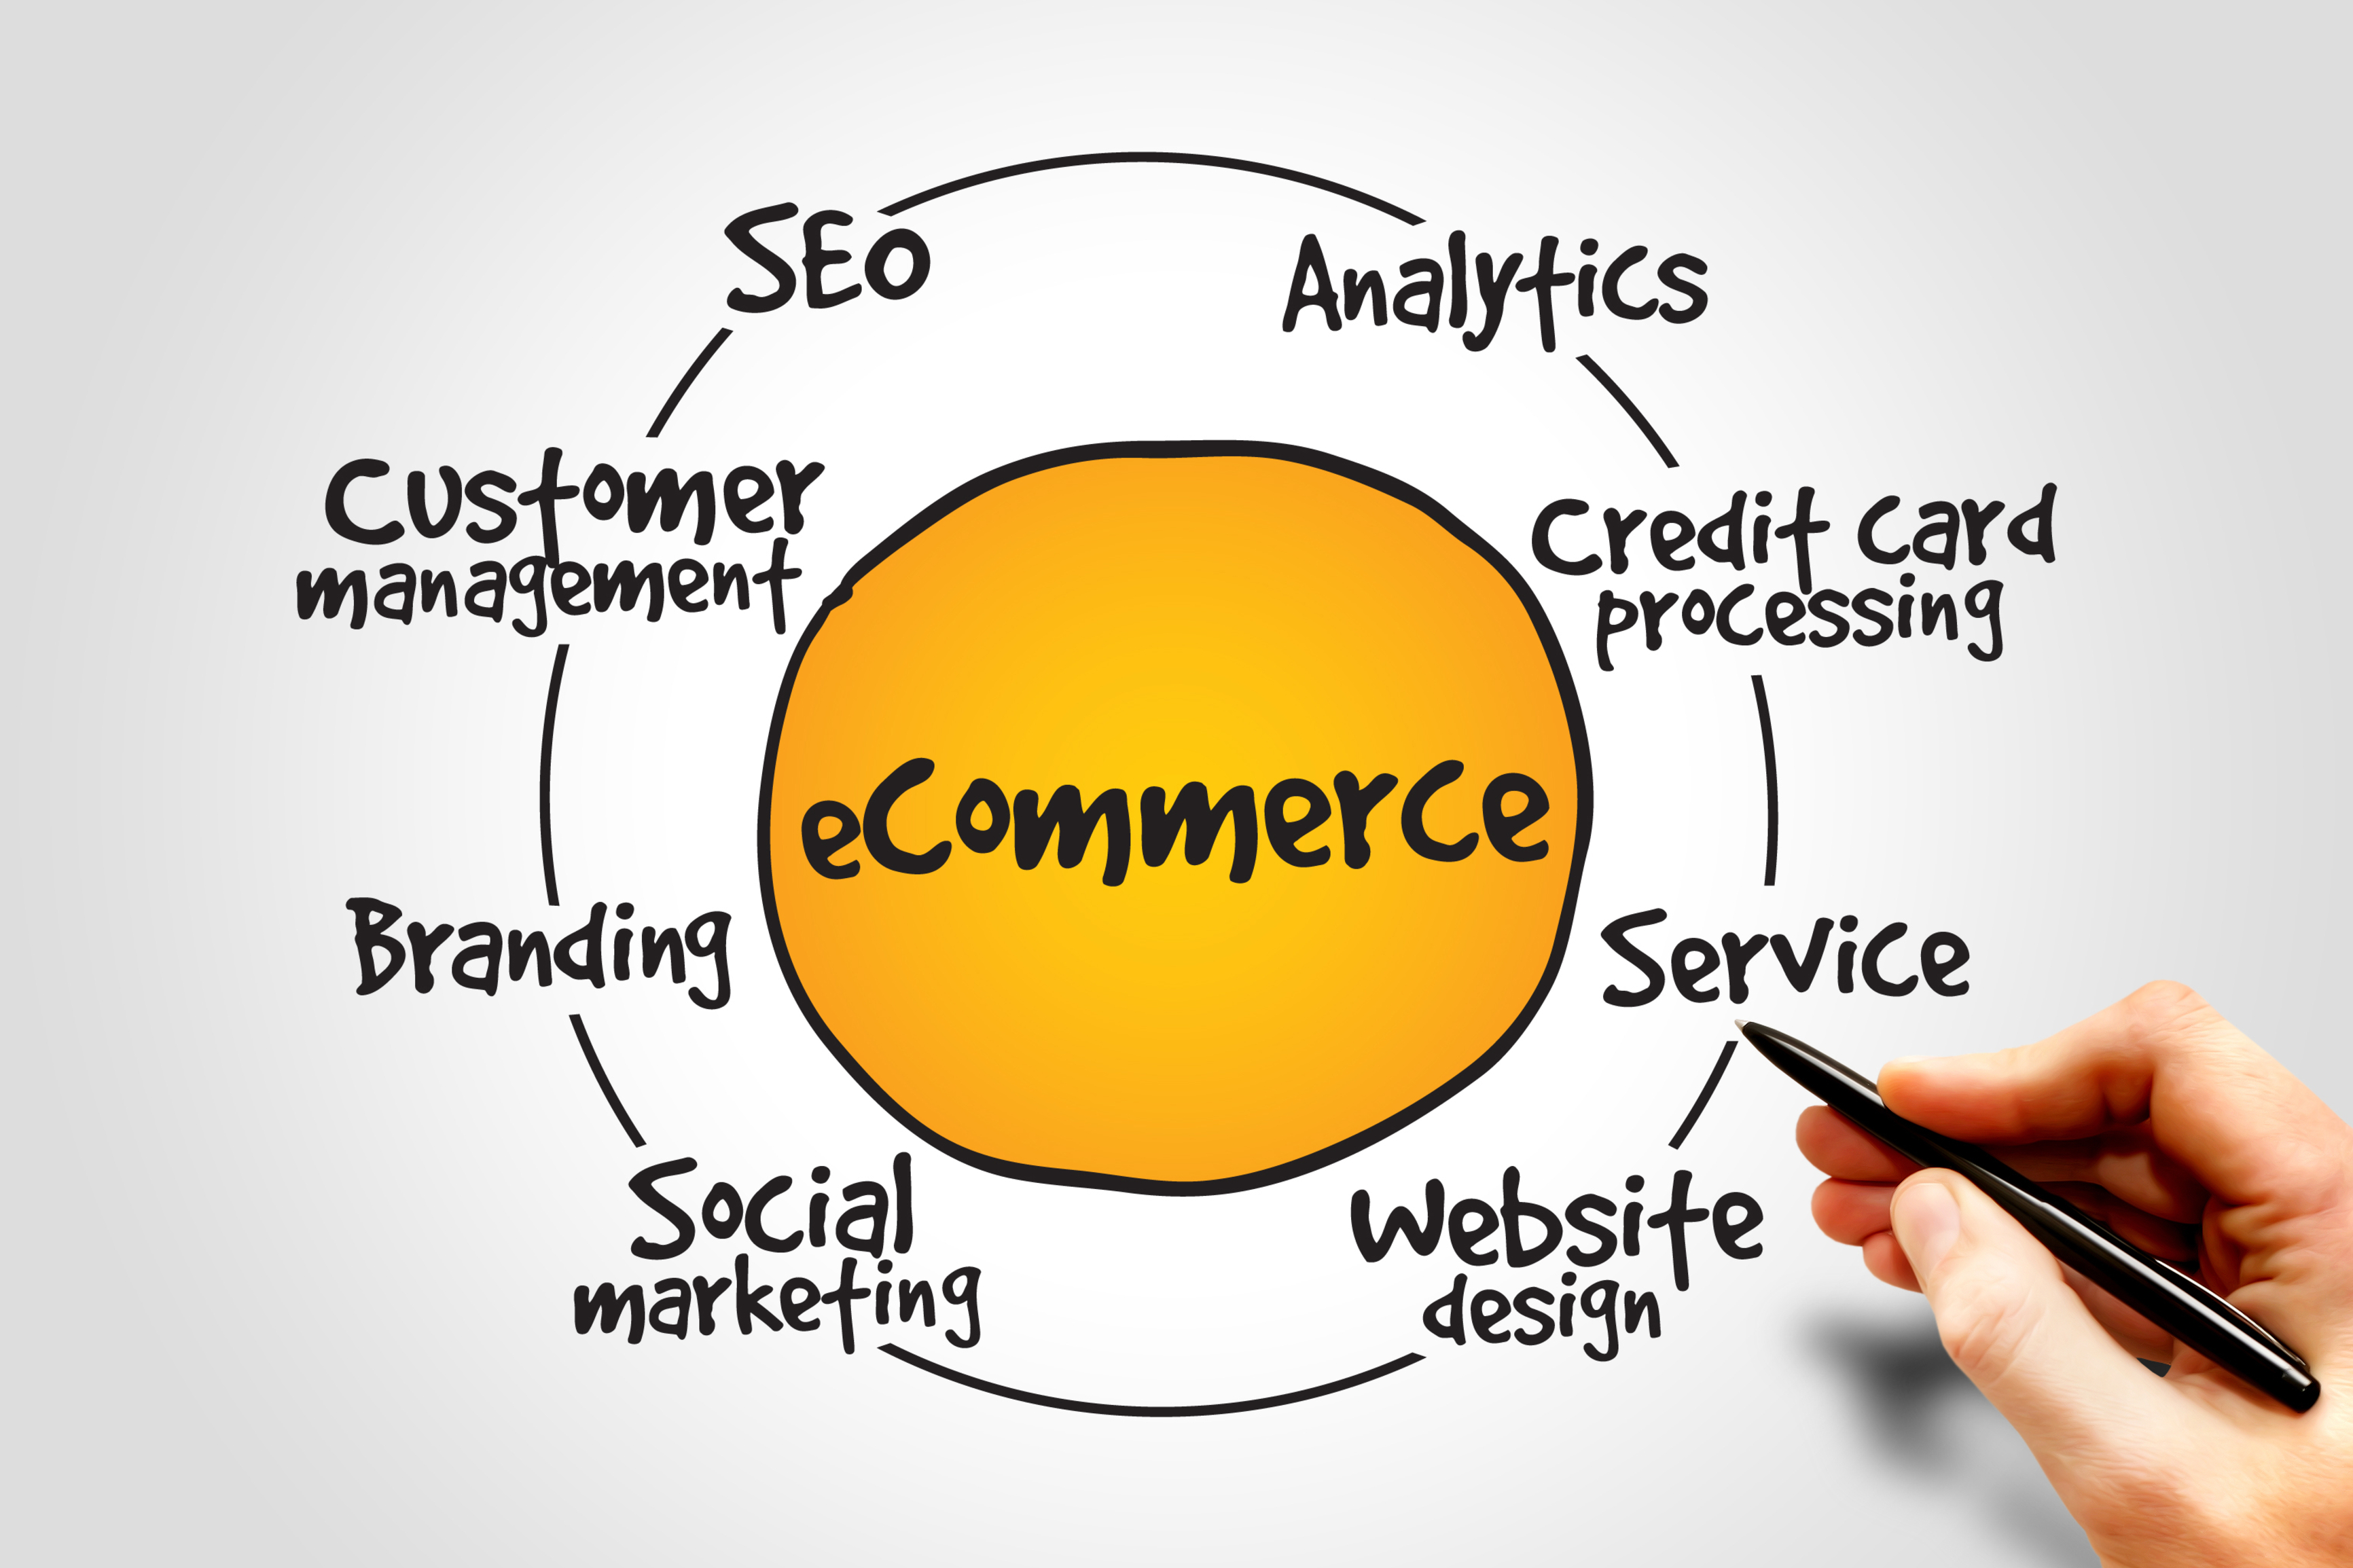 SEO
Analytics
Customer
management
Credit card
processing
eCommerce
Branding
Service
Social
marketing
Website
design